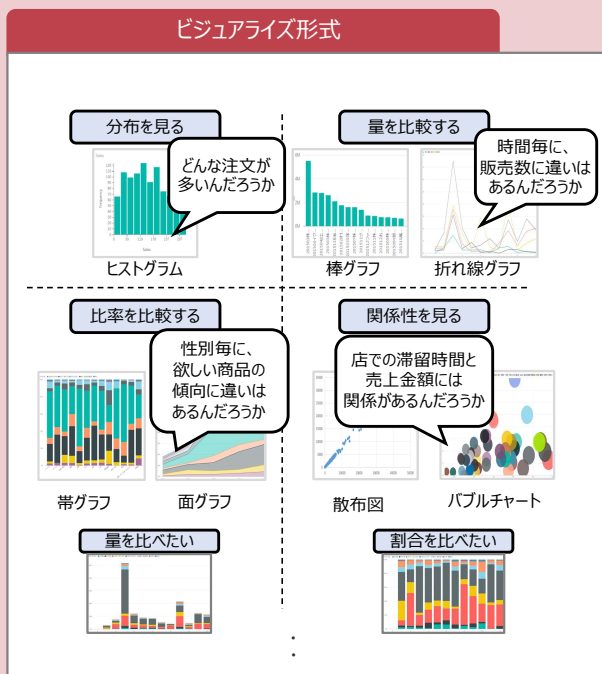 ビジュアライズ形式
分布を見る
どんな注文が
多いんだろうか
ヒストグラム
量を比較する
時間毎に、
販売数に違いは
あるんだろうか
棒グラフ
折れ線グラフ
比率を比較する
性別毎に、
欲しい商品の
傾向に違いは
あるんだろうか
帯グラフ
面グラフ
関係性を見る
店での滞留時間と
売上金額には
関係があるんだろうか
散布図
バブルチャート
量を比べたい
割合を比べたい